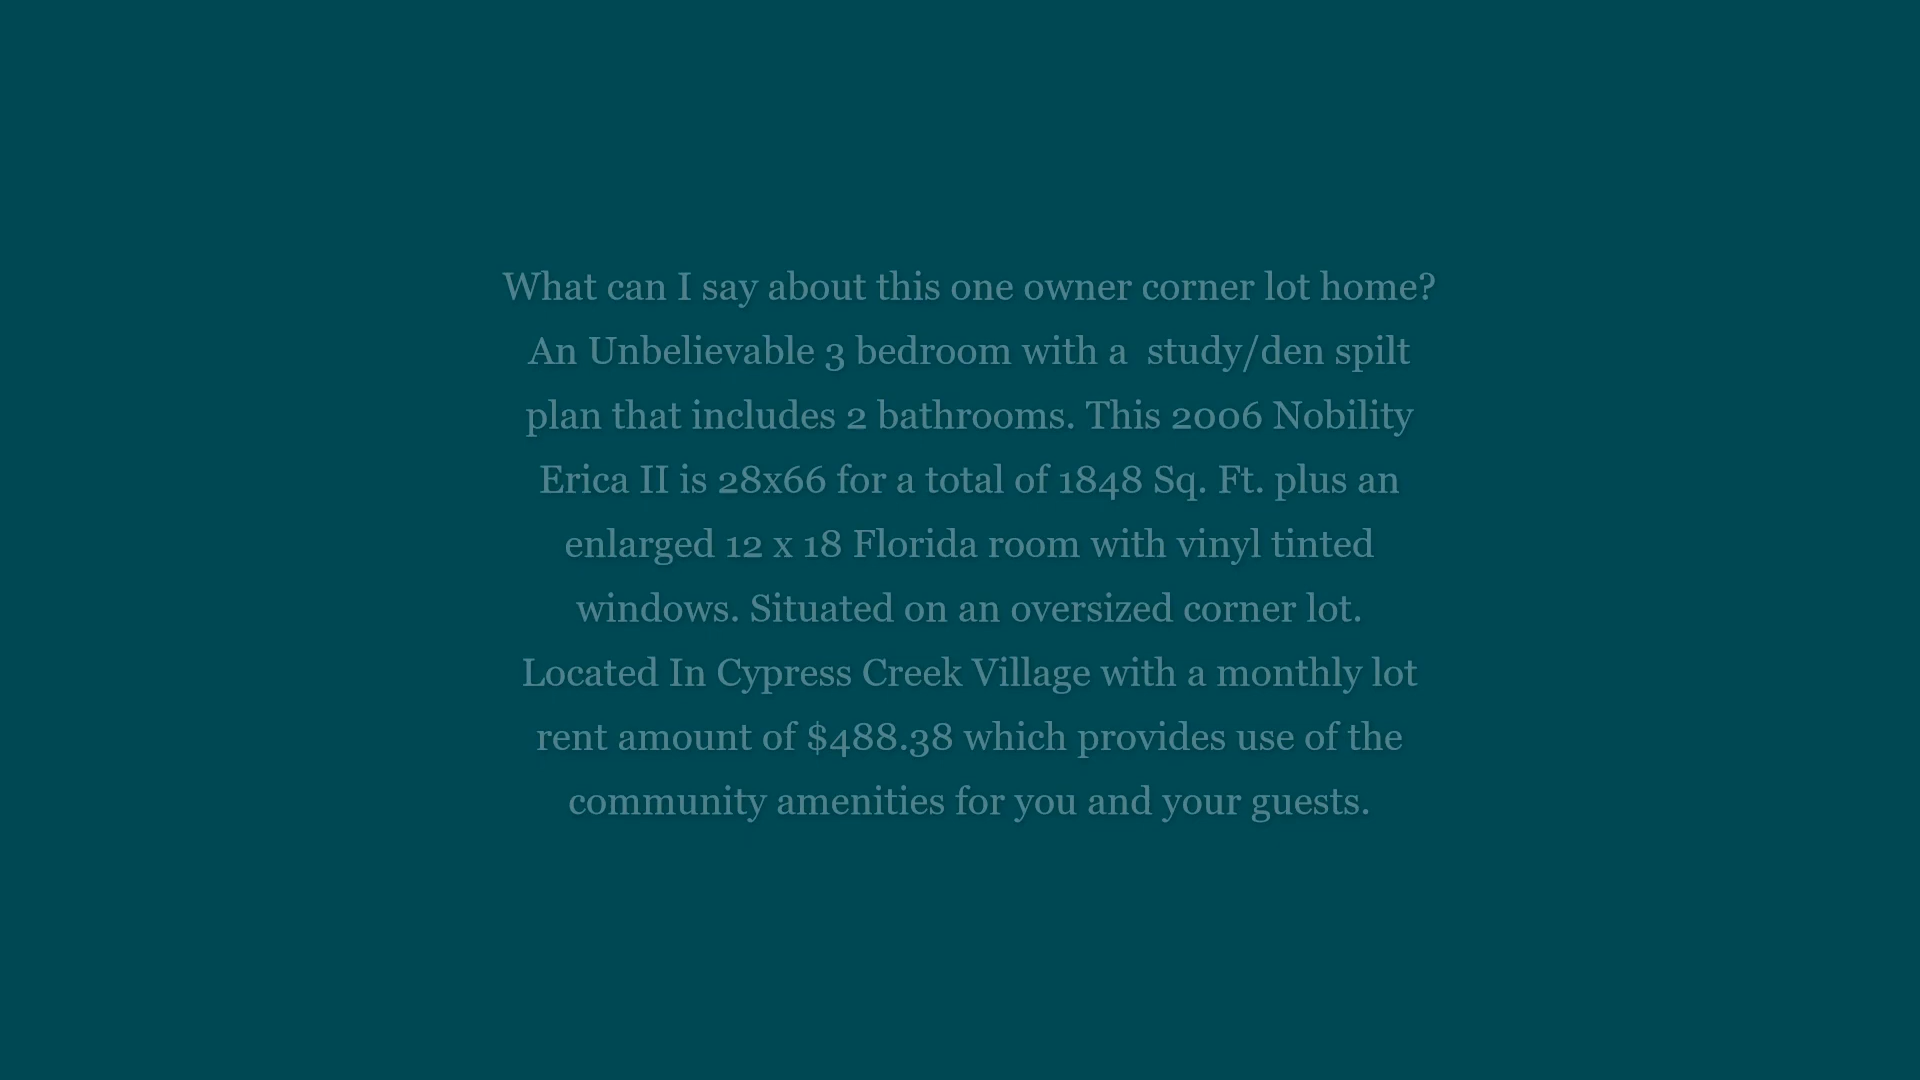 What can I say about this one owner corner lot home?
An Unbelievable 3 bedroom with a  study/den spilt
plan that includes 2 bathrooms. This 2006 Nobility
Erica II is 28x66 for a total of 1848 Sq. Ft. plus an
enlarged 12 x 18 Florida room with vinyl tinted
windows. Situated on an oversized corner lot.
Located In Cypress Creek Village with a monthly lot
rent amount of $488.38 which provides use of the
community amenities for you and your guests.